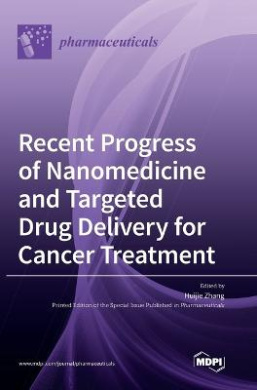 pharmaceuticals
Recent Progress
of Nanomedicine
and Targeted
Drug Delivery for
Cancer Treatment
Edited by
Huijie Zhang
Printed Edition of the Special Issue Published in Pharmaceuticals
www.mdpi.com/journal/pharmaceuticals
MDPI